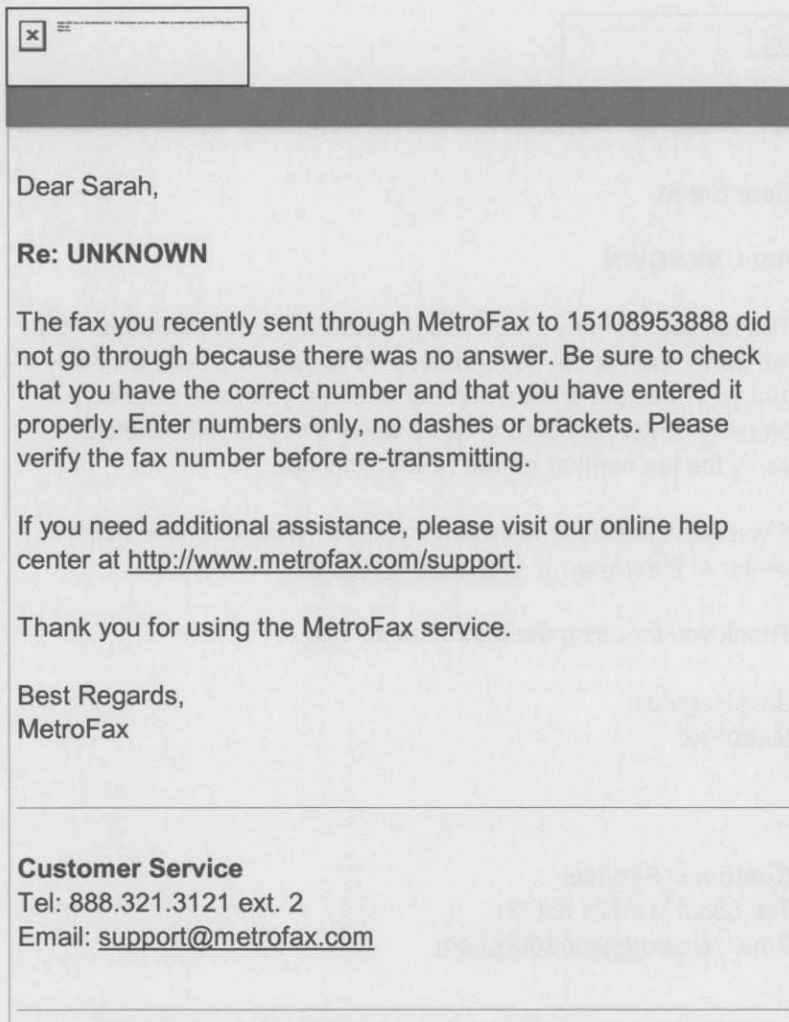 Dear Sarah,
Re: UNKNOWN
The fax you recently sent through MetroFax to 15108953888 did
not go through because there was no answer. Be sure to check
that you have the correct number and that you have entered it
properly. Enter numbers only, no dashes or brackets. Please
verify the fax number before re-transmitting.
If you need additional assistance, please visit our online help
center at http://www.metrofax.com/support.
Thank you for using the MetroFax service.
Best Regards,
MetroFax
Customer Service
Tel: 888.321.3121 ext. 2
Email: support@metrofax.com